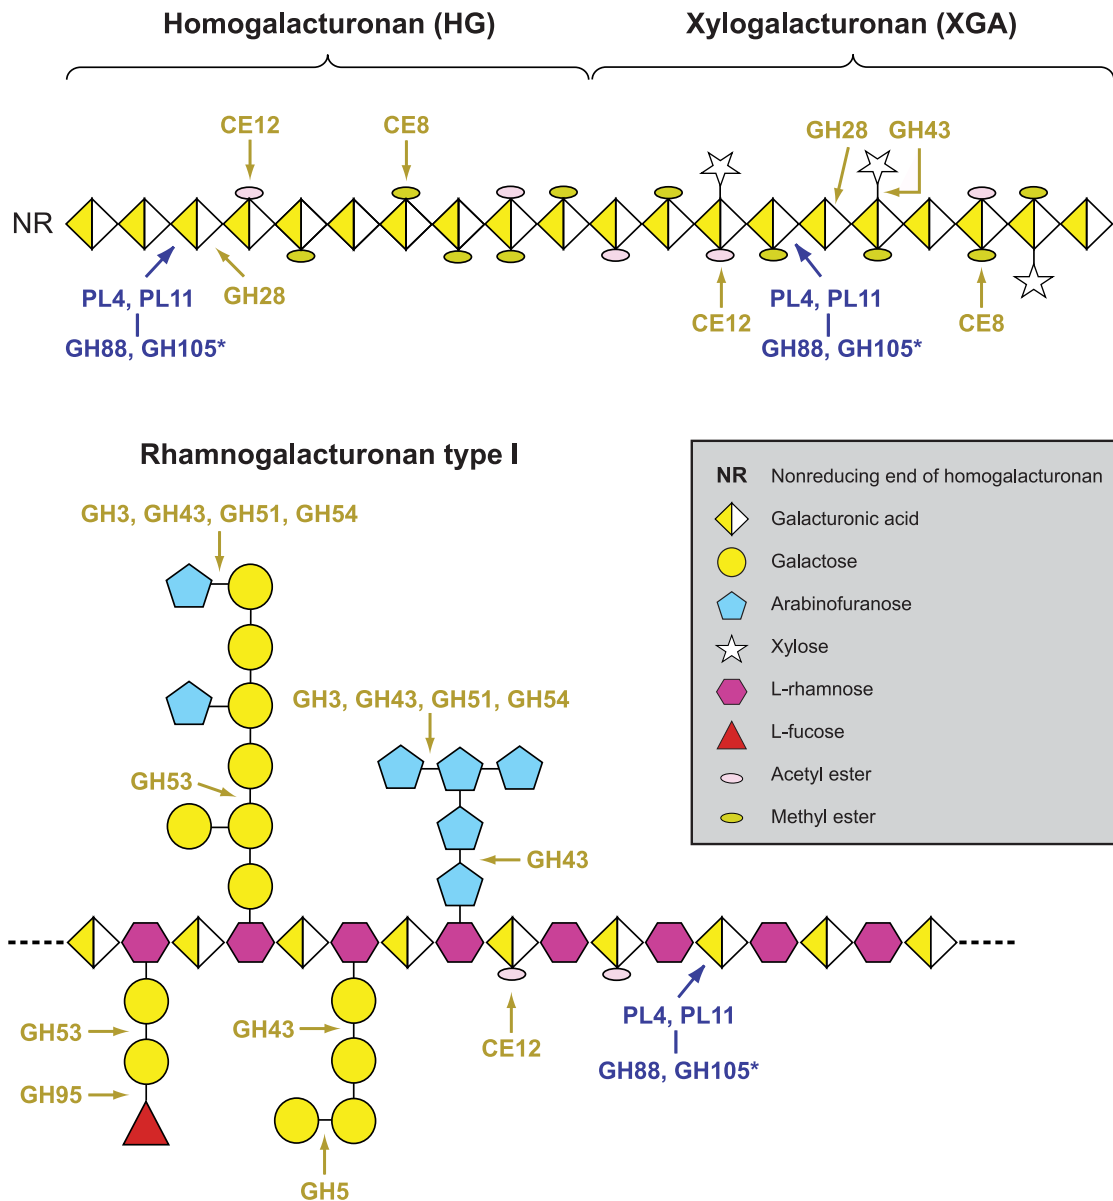 Homogalacturonan (HG)
Xylogalacturonan (XGA)
CE12
CE8
GH28
GH43
NR
PL4, PL11
GH28
GH88, GH105*
CE12
PL4, PL11
CE8
GH88, GH105*
Rhamnogalacturonan type I
GH3, GH43, GH51, GH54
GH3, GH43, GH51, GH54
GH53
GH43
GH53
GH95
GH43
GH5
CE12
PL4, PL11
GH88, GH105*
NR Nonreducing end of homogalacturonan
Galacturonic acid
Galactose
Arabinofuranose
Xylose
L-rhamnose
L-fucose
Acetyl ester
Methyl ester